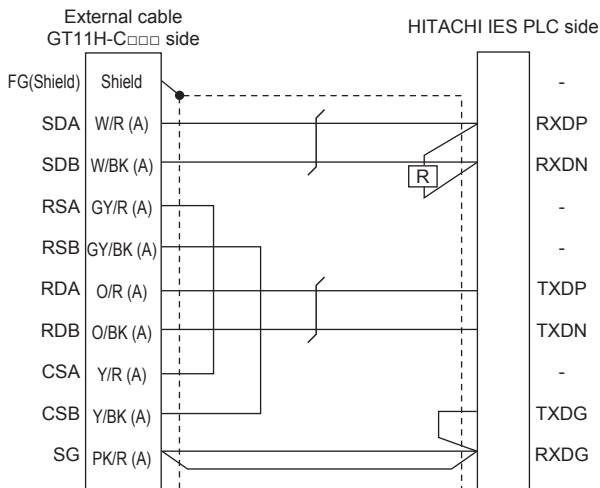 External cable
GT11H-C□□□ side
HITACHI IES PLC side
FG(Shield) Shield -
SDA W/R (A) RXDP
SDB W/BK (A) RXDN
R
RSA GY/R (A) -
RSB GY/BK (A) -
RDA O/R (A) TXDP
RDB O/BK (A) TXDN
CSA Y/R (A) -
CSB Y/BK (A) TXDG
SG PK/R (A) RXDG